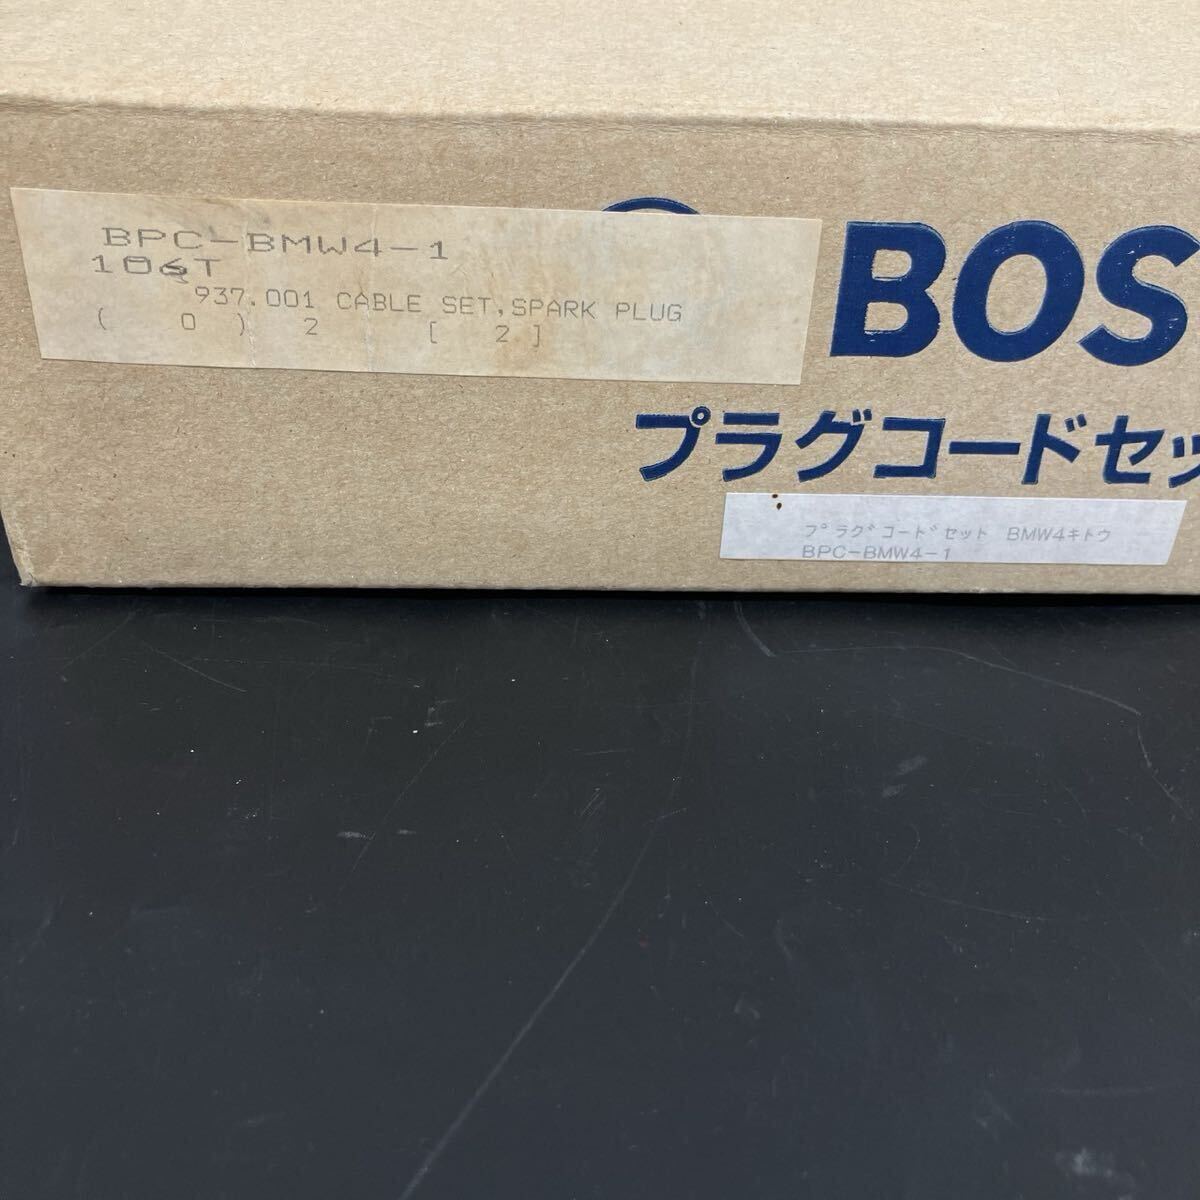 BPC-BMW4-1
106T
937.001 CABLE SET,SPARK PLUG
( 0 ) 2 [ 2 ]
BOS
プラグコードセッ
プラグコードセット BMW4キトウ
BPC-BMW4-1